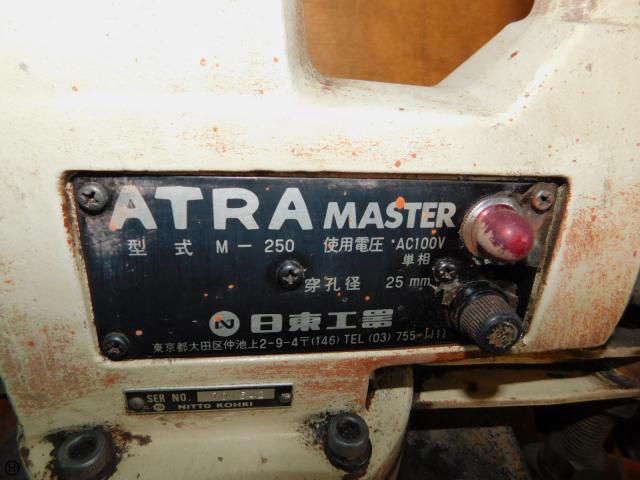 ATRA MASTER
型式 M-250 使用電圧 AC100V
単相
穿孔径 25mm
日東工器
東京都大田区仲池上2-9-4〒(146) TEL (03) 755-1111
SER NO.
NITTO KOHKI